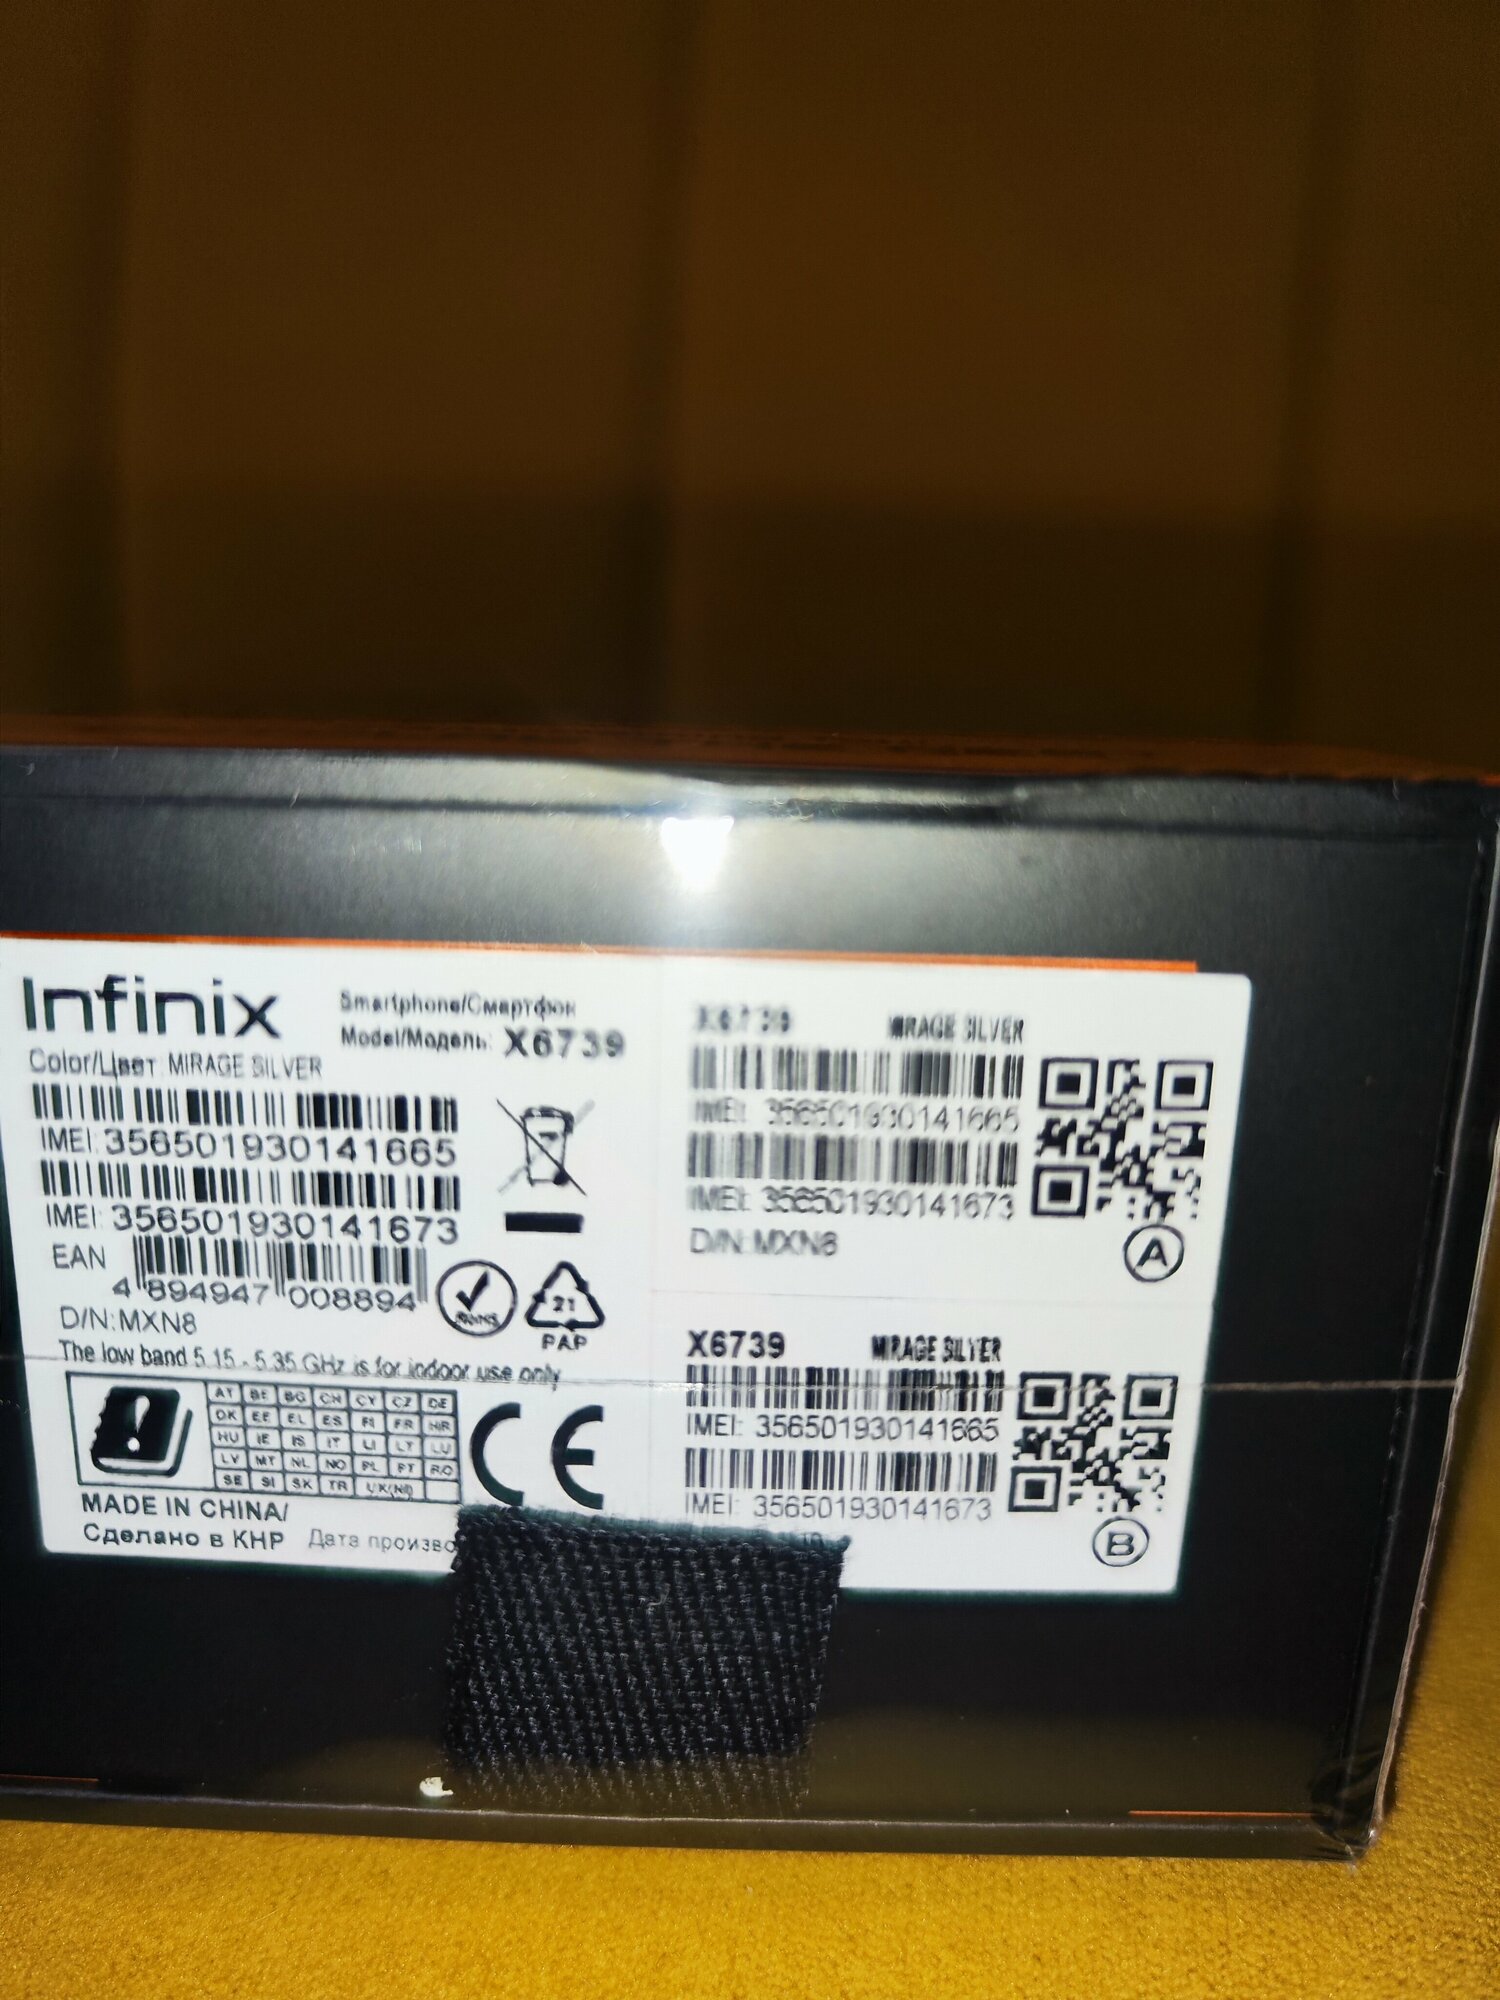 Infinix
Smartphone/Смартфон
Model/Модель: X6739
Color/Цвет: MIRAGE SILVER
IMEI: 356501930141665
IMEI: 356501930141673
EAN
4 894947 008894
D/N:MXN8
RoHS
21
PAP
The low band 5.15 - 5.35 GHz is for indoor use only
AT BE BG CH CY CZ DE
DK EE EL ES FI FR HR
HU IE IS IT LI LT LU
LV MT NL NO PL PT RO
SE SI SK TR UK(NI)
CE
MADE IN CHINA/
Сделано в КНР Дата произво
X6739 MIRAGE SILVER
IMEI: 356501930141665
IMEI: 356501930141673
D/N:MXN8
A
X6739 MIRAGE SILVER
IMEI: 356501930141665
IMEI: 356501930141673
B